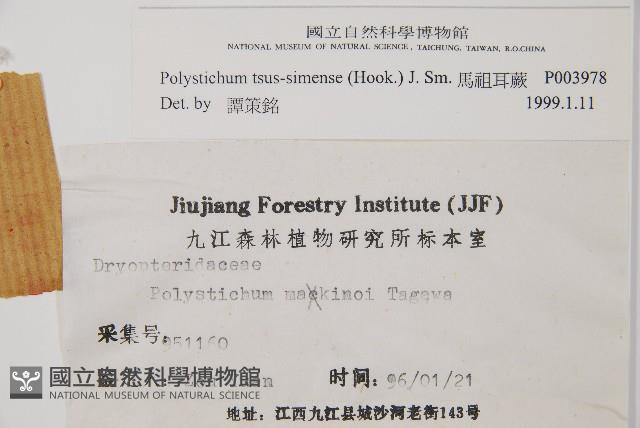 國立自然科學博物館
NATIONAL MUSEUM OF NATURAL SCIENCE, TAICHUNG, TAIWAN, R.O.CHINA
Polystichum tsus-simense (Hook.) J. Sm. 馬祖耳蕨 P003978
Det. by 譚策銘 1999.1.11
Jiujiang Forestry Institute (JJF)
九江森林植物研究所标本室
Dryopteridaceae
Polystichum makinoi Tagawa
采集号. 951160
國立自然科學博物館
时间: 96/01/21
NATIONAL MUSEUM OF NATURAL SCIENCE
地址: 江西九江县城沙河老街143号